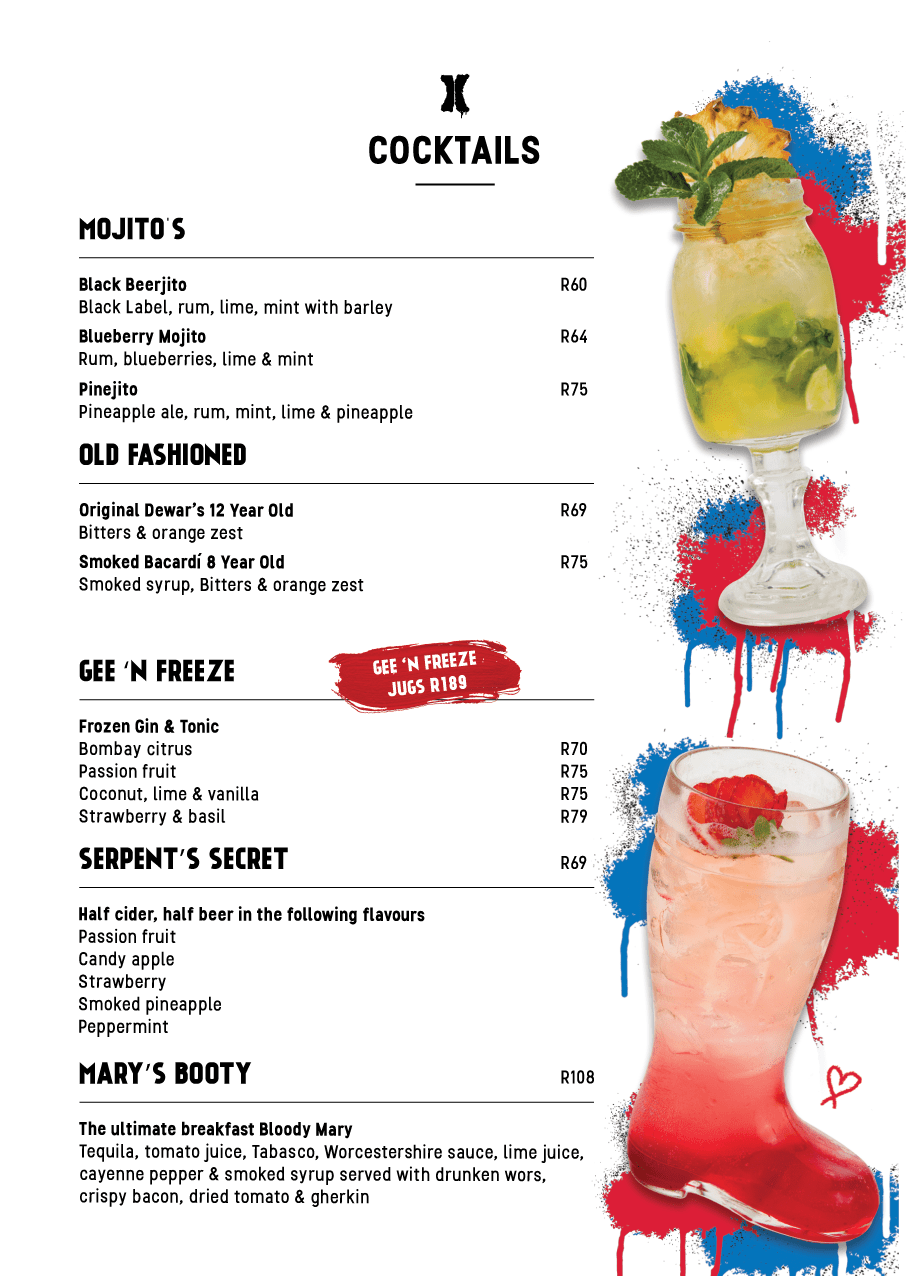 COCKTAILS
MOJITO'S
Black Beerjito R60
Black Label, rum, lime, mint with barley
Blueberry Mojito R64
Rum, blueberries, lime & mint
Pinejito R75
Pineapple ale, rum, mint, lime & pineapple
OLD FASHIONED
Original Dewar's 12 Year Old R69
Bitters & orange zest
Smoked Bacardí 8 Year Old R75
Smoked syrup, Bitters & orange zest
GEE 'N FREEZE
GEE 'N FREEZE
JUGS R189
Frozen Gin & Tonic
Bombay citrus R70
Passion fruit R75
Coconut, lime & vanilla R75
Strawberry & basil R79
SERPENT'S SECRET R69
Half cider, half beer in the following flavours
Passion fruit
Candy apple
Strawberry
Smoked pineapple
Peppermint
MARY'S BOOTY R108
The ultimate breakfast Bloody Mary
Tequila, tomato juice, Tabasco, Worcestershire sauce, lime juice,
cayenne pepper & smoked syrup served with drunken wors,
crispy bacon, dried tomato & gherkin